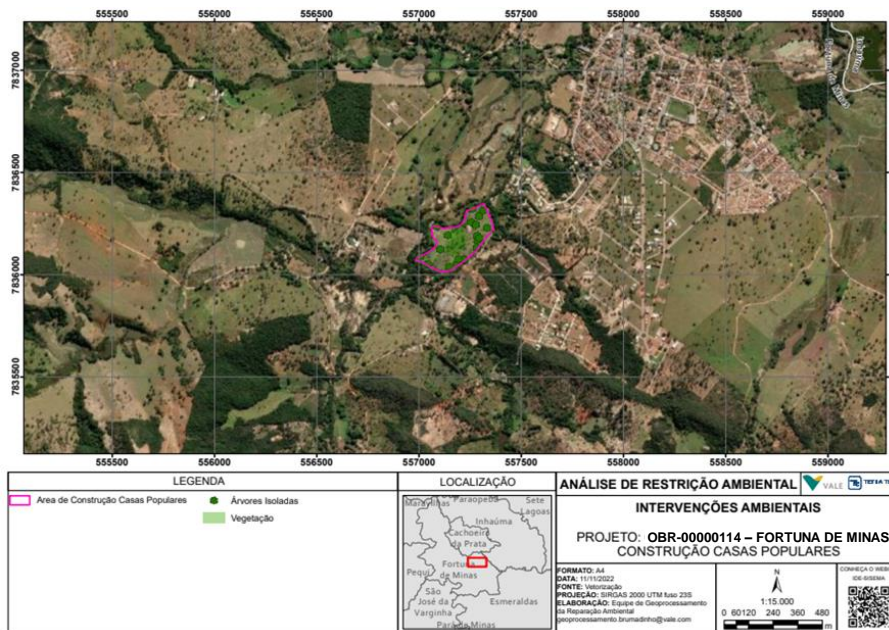 555500 556000 556500 557000 557500 558000 558500 559000
7837000
7836500
7836000
7835500
555500 556000 556500 557000 557500 558000 558500 559000
LEGENDA
Area de Construção Casas Populares
Árvores Isoladas
Vegetação
LOCALIZAÇÃO
Maravilhas
Paraopeba
Sete
Lagoas
Inhaúma
Cachoeira
da Prata
Fortuna
de Minas
Pequi
São
José da
Varginha
Esmeraldas
Pará de Minas
ANÁLISE DE RESTRIÇÃO AMBIENTAL
VALE
INTERVENÇÕES AMBIENTAIS
PROJETO: OBR-00000114 – FORTUNA DE MINAS
CONSTRUÇÃO CASAS POPULARES
FORMATO: A4
DATA: 11/11/2022
FONTE: Vetorização
PROJEÇÃO: SIRGAS 2000 UTM fuso 23S
ELABORAÇÃO: Equipe de Geoprocessamento
da Reparação Ambiental
geoprocessamento.brumadinho@vale.com
N
1:15.000
0 60120 240 360 480
m
CONHEÇA O
IDE-SISEMA